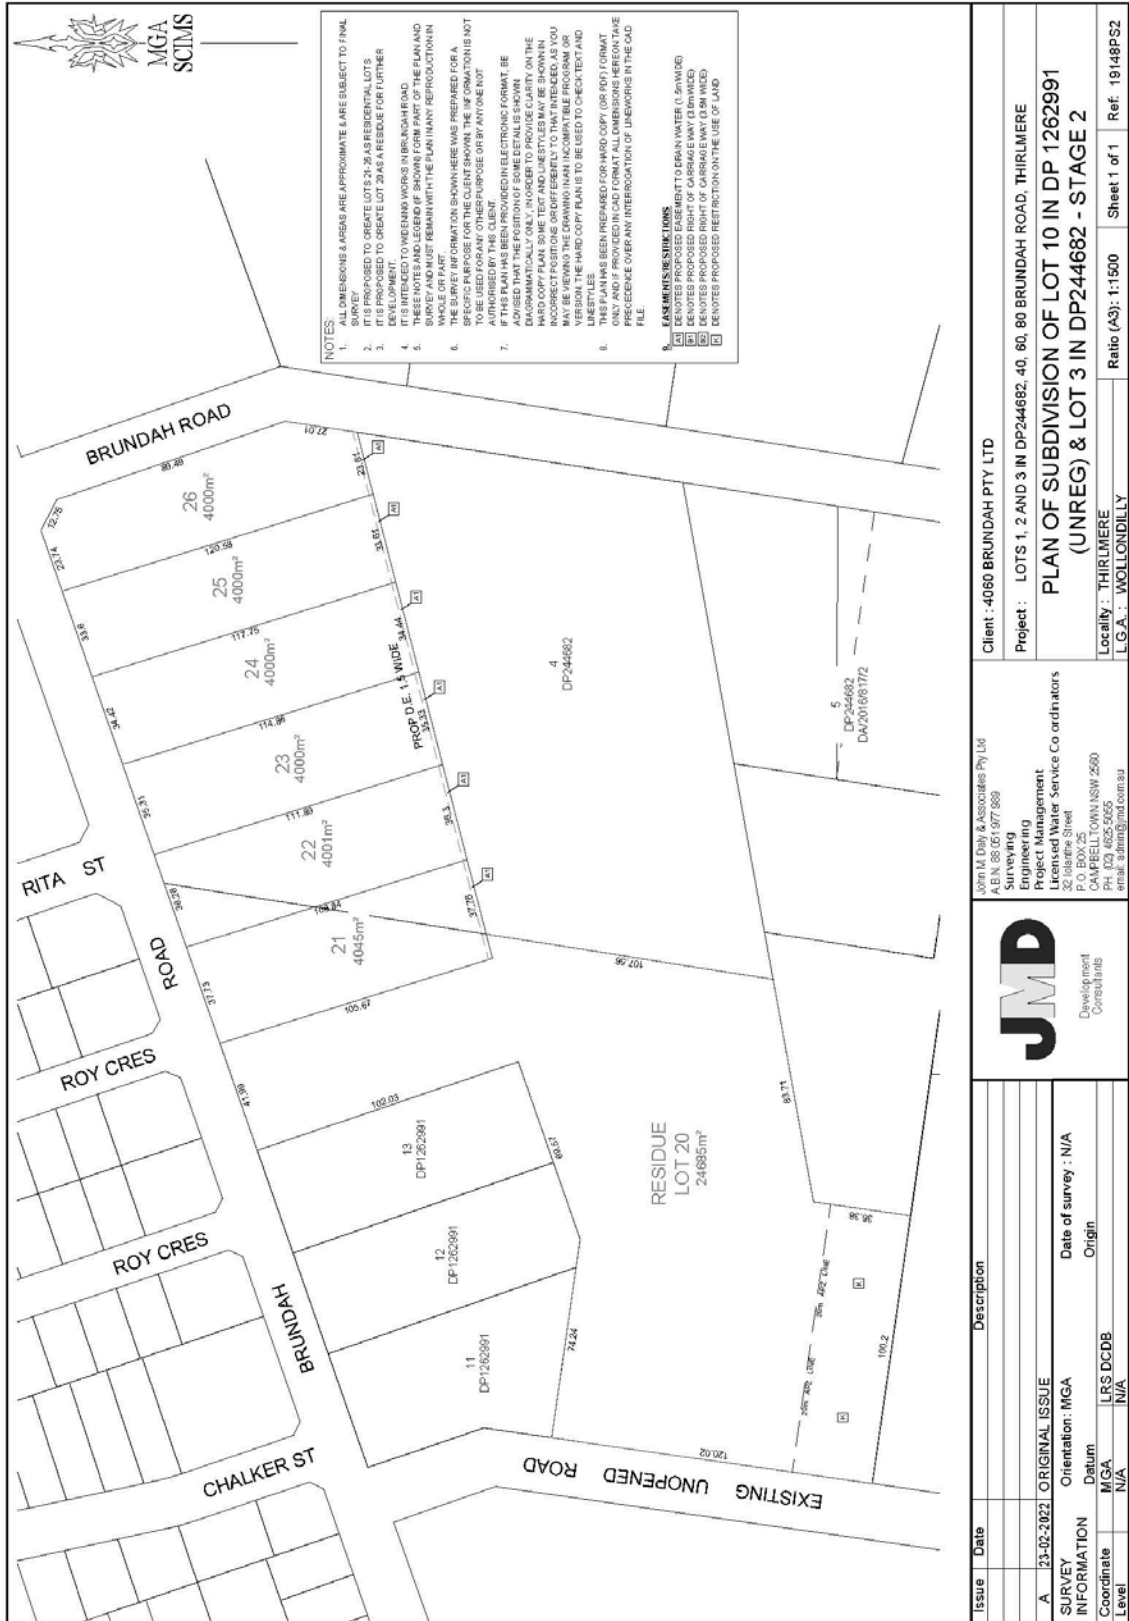 MGA
SCIMS
NOTES:
1. ALL DIMENSIONS & AREAS ARE APPROXIMATE & ARE SUBJECT TO FINAL
SURVEY
2. IT IS PROPOSED TO CREATE LOTS 21-26 AS RESIDENTIAL LOTS
3. IT IS PROPOSED TO CREATE LOT 20 AS A RESIDUE FOR FURTHER
DEVELOPMENT.
4. IT IS INTENDED TO WIDENING WORKS IN BRUNDAH ROAD.
5. THESE NOTES AND LEGEND (IF SHOWN) FORM PART OF THE PLAN AND
SURVEY AND MUST REMAIN WITH THE PLAN IN ANY REPRODUCTION IN
WHOLE OR PART.
6. THE SURVEY INFORMATION SHOWN HERE WAS PREPARED FOR A
SPECIFIC PURPOSE FOR THE CLIENT SHOWN. THE INFORMATION IS NOT
TO BE USED FOR ANY OTHER PURPOSE OR BY ANYONE NOT
AUTHORISED BY THIS CLIENT.
7. IF THIS PLAN HAS BEEN PROVIDED IN ELECTRONIC FORMAT, BE
ADVISED THAT THE POSITION OF SOME DETAIL IS SHOWN
DIAGRAMMATICALLY ONLY, IN ORDER TO PROVIDE CLARITY ON THE
HARD COPY PLAN. SOME TEXT AND LINESTYLES MAY BE SHOWN IN
INCORRECT POSITIONS OR DIFFERENTLY TO THAT INTENDED, AS YOU
MAY BE VIEWING THE DRAWING IN AN INCOMPATIBLE PROGRAM OR
VERSION. THE HARD COPY PLAN IS TO BE USED TO CHECK TEXT AND
LINESTYLES.
8. THIS PLAN HAS BEEN PREPARED FOR HARD COPY (OR PDF) FORMAT
ONLY AND IF PROVIDED IN CAD FORMAT ALL DIMENSIONS HEREON TAKE
PRECEDENCE OVER ANY INTERROGATION OF LINEWORKS IN THE CAD
FILE
9. EASEMENTS/RESTRICTIONS
A1 DENOTES PROPOSED EASEMENT TO DRAIN WATER (1.5m WIDE)
B1 DENOTES PROPOSED RIGHT OF CARRIAGE WAY (3.0m WIDE)
B2 DENOTES PROPOSED RIGHT OF CARRIAGE WAY (3.5M WIDE)
K DENOTES PROPOSED RESTRICTION ON THE USE OF LAND
CHALKER ST
ROY CRES
ROY CRES
RITA ST
BRUNDAH
ROAD
BRUNDAH ROAD
EXISTING UNOPENED ROAD
41.99
37.73
38.28
35.31
34.42
33.6
23.74
12.75
89.49
27.01
11
DP1262991
12
DP1262991
13
DP1262991
102.03
105.67
21
4045m²
22
4001m²
111.83
23
4000m²
114.86
24
4000m²
117.75
25
4000m²
120.59
26
4000m²
74.24
69.57
37.76
36.3
35.33
34.44
33.61
23.61
PROP D.E. 1.5 WIDE
A1
A1
A1
A1
A1
A1
RESIDUE
LOT 20
24685m²
107.56
83.71
36.36
100.2
120.02
20m APZ LINE
20m APZ LINE
K
K
4
DP244682
5
DP244682
DA/2016/817/2
Issue Date Description
A 23-02-2022 ORIGINAL ISSUE
SURVEY
INFORMATION
Orientation: MGA Date of survey : N/A
Datum Origin
Coordinate MGA LRS DCDB
Level N/A N/A
JMD
Development
Consultants
John M. Daly & Associates Pty Ltd
A.B.N. 88 051 977 989
Surveying
Engineering
Project Management
Licensed Water Service Co ordinators
32 Iolanthe Street
P.O. BOX 25
CAMPBELLTOWN NSW 2560
PH. (02) 4625 5055
email: admin@jmd.com.au
Client : 4060 BRUNDAH PTY LTD
Project : LOTS 1, 2 AND 3 IN DP244682, 40, 60, 80 BRUNDAH ROAD, THIRLMERE
PLAN OF SUBDIVISION OF LOT 10 IN DP 1262991
(UNREG) & LOT 3 IN DP244682 - STAGE 2
Locality : THIRLMERE
L.G.A. : WOLLONDILLY
Ratio (A3): 1:1500 Sheet 1 of 1 Ref: 19148PS2